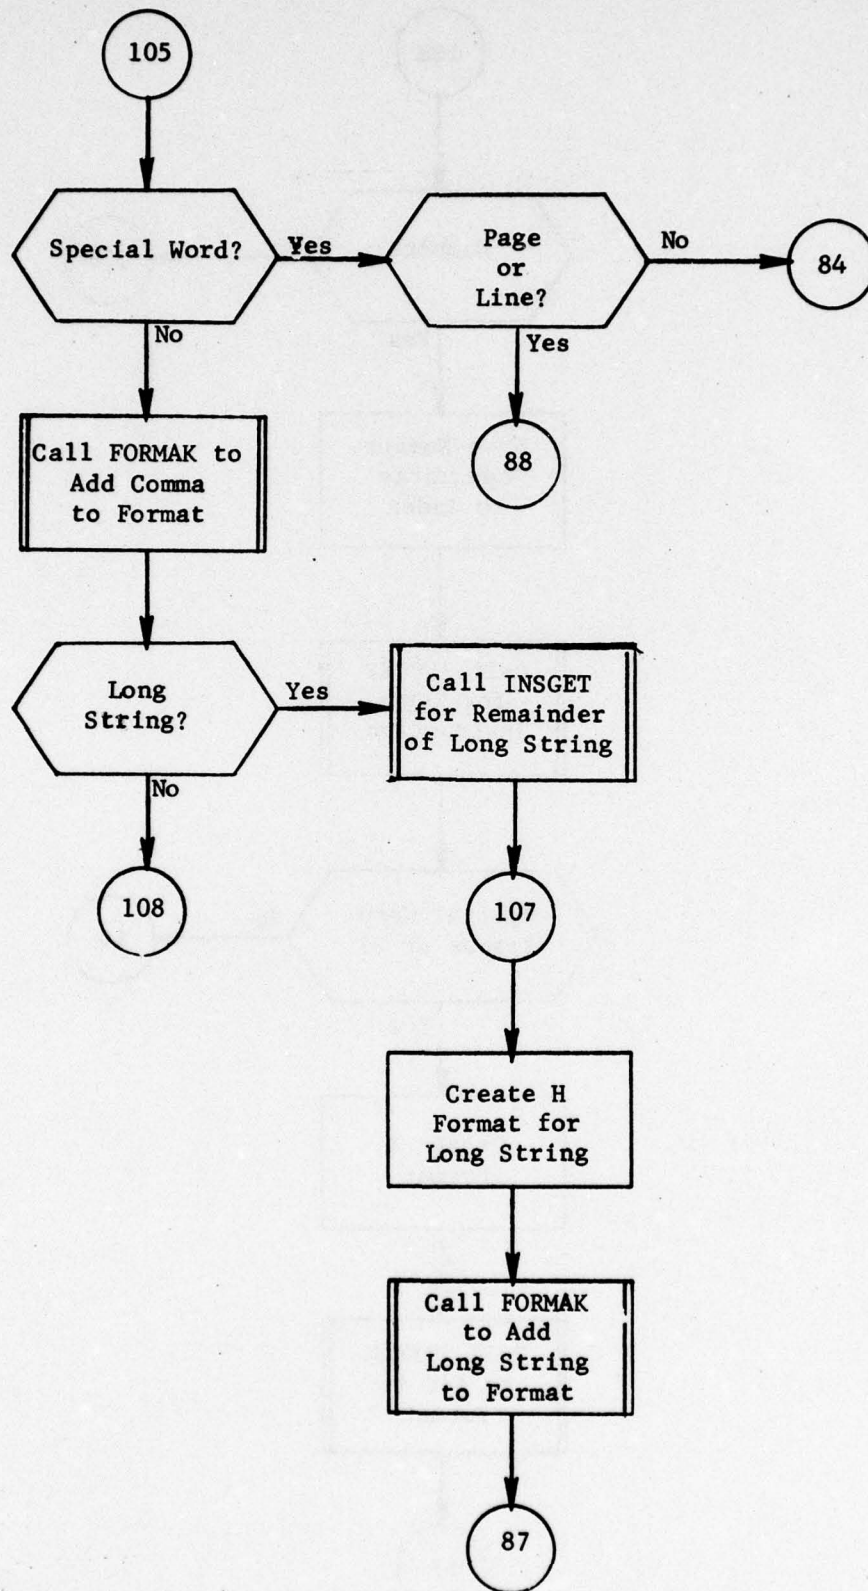 105
Special Word?
Yes
Page
or
Line?
No
84
No
Yes
Call FORMAK to
Add Comma
to Format
88
Long
String?
Yes
Call INSGET
for Remainder
of Long String
No
108
107
Create H
Format for
Long String
Call FORMAK
to Add
Long String
to Format
87